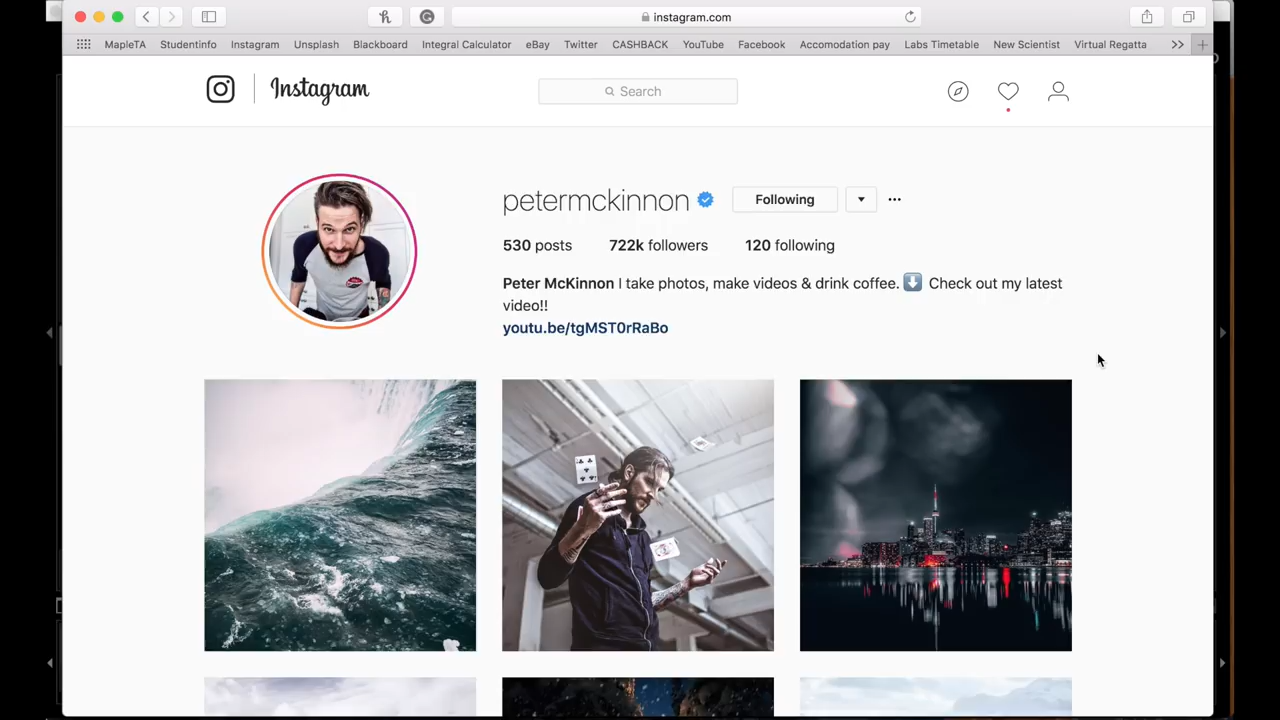 instagram.com
MapleTA Studentinfo Instagram Unsplash Blackboard Integral Calculator eBay Twitter CASHBACK YouTube Facebook Accomodation pay Labs Timetable New Scientist Virtual Regatta
Instagram
Search
petermckinnon Following
530 posts 722k followers 120 following
Peter McKinnon I take photos, make videos & drink coffee. ⬇️ Check out my latest
video!!
youtu.be/tgMST0rRaBo